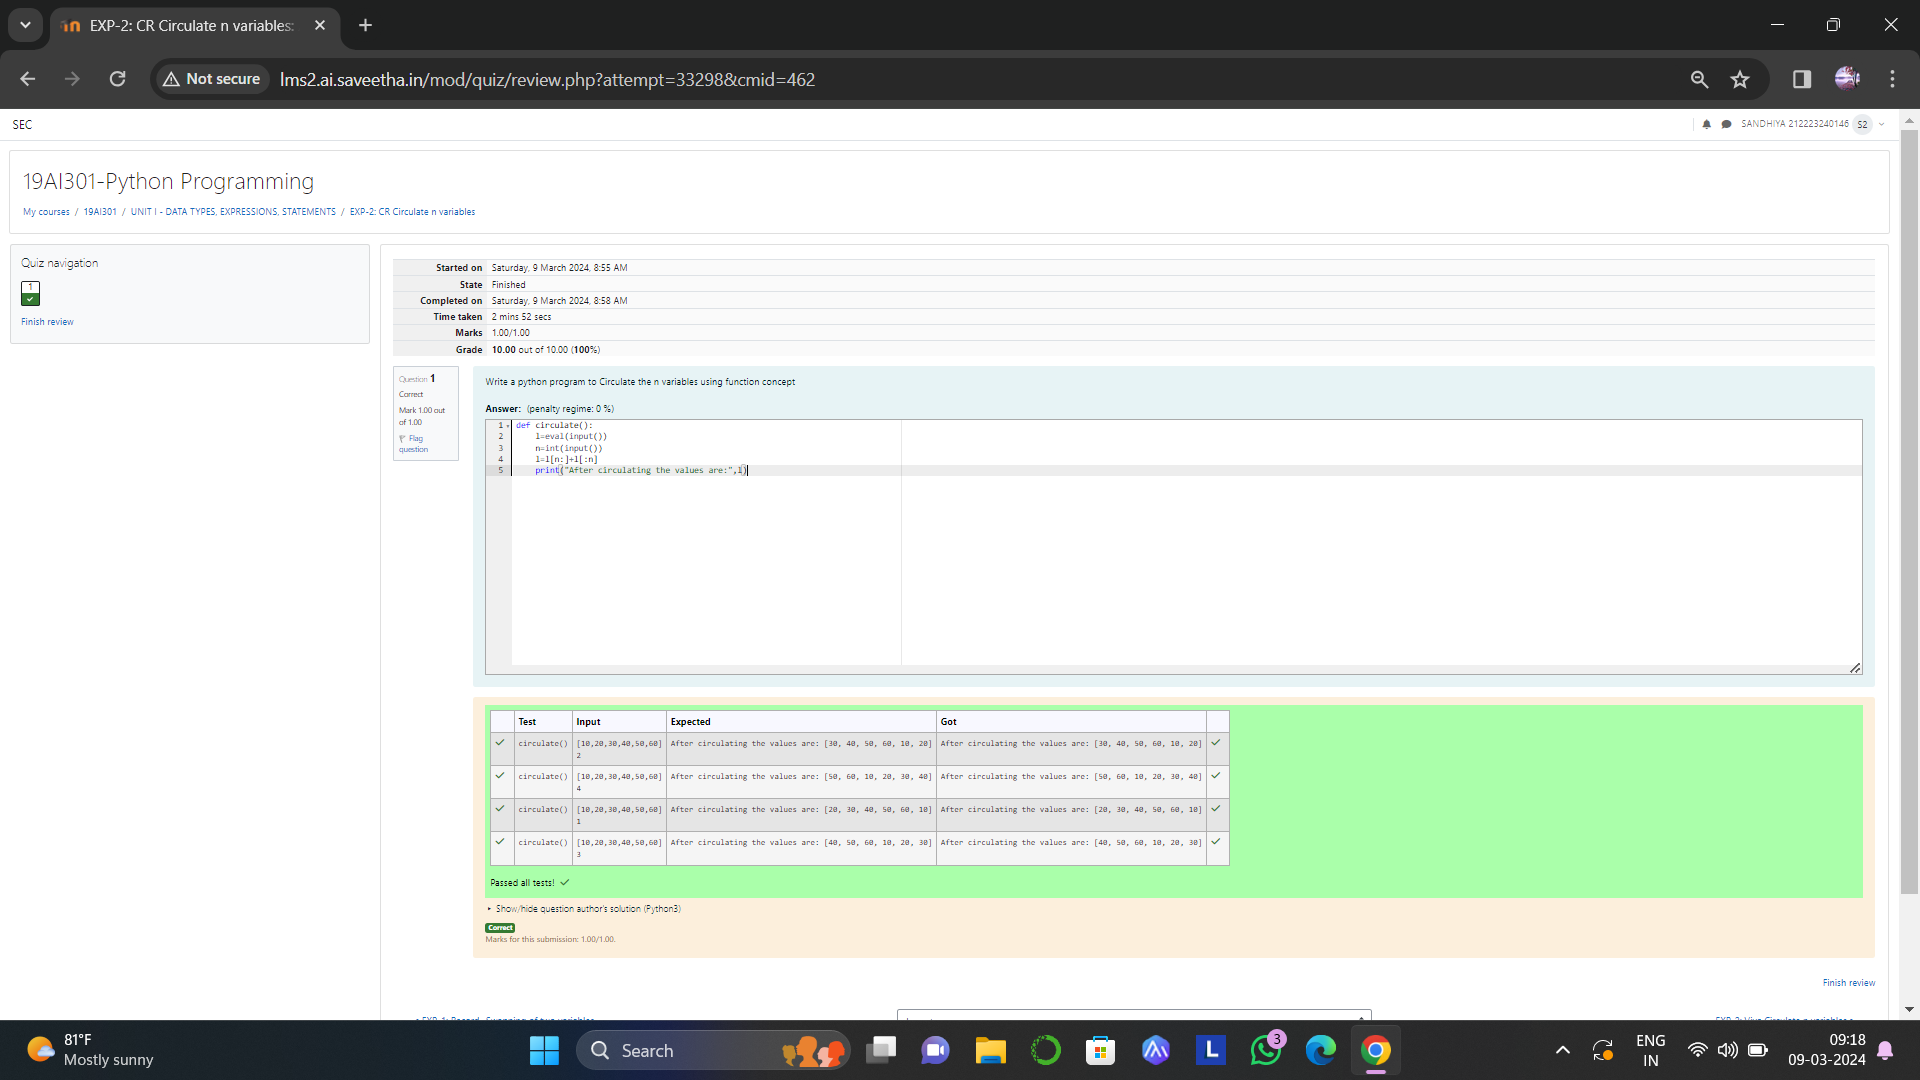 EXP-2: CR Circulate n variables:
Not secure
lms2.ai.saveetha.in/mod/quiz/review.php?attempt=33298&cmid=462
SEC
SANDHIYA 212223240146 S2
19AI301-Python Programming
My courses / 19AI301 / UNIT I - DATA TYPES, EXPRESSIONS, STATEMENTS / EXP-2: CR Circulate n variables
Quiz navigation
1
Finish review
Started on Saturday, 9 March 2024, 8:55 AM
State Finished
Completed on Saturday, 9 March 2024, 8:58 AM
Time taken 2 mins 52 secs
Marks 1.00/1.00
Grade 10.00 out of 10.00 (100%)
Question 1
Correct
Mark 1.00 out
of 1.00
Flag
question
Write a python program to Circulate the n variables using function concept
Answer: (penalty regime: 0 %)
1 def circulate():
2 l=eval(input())
3 n=int(input())
4 l=l[n:]+l[:n]
5 print("After circulating the values are:",l)
Test Input Expected Got
circulate() [10,20,30,40,50,60] After circulating the values are: [30, 40, 50, 60, 10, 20] After circulating the values are: [30, 40, 50, 60, 10, 20]
2
circulate() [10,20,30,40,50,60] After circulating the values are: [50, 60, 10, 20, 30, 40] After circulating the values are: [50, 60, 10, 20, 30, 40]
4
circulate() [10,20,30,40,50,60] After circulating the values are: [20, 30, 40, 50, 60, 10] After circulating the values are: [20, 30, 40, 50, 60, 10]
1
circulate() [10,20,30,40,50,60] After circulating the values are: [40, 50, 60, 10, 20, 30] After circulating the values are: [40, 50, 60, 10, 20, 30]
3
Passed all tests!
Show/hide question author's solution (Python3)
Correct
Marks for this submission: 1.00/1.00.
Finish review
81°F
Mostly sunny
Search
L
3
ENG
IN
09:18
09-03-2024